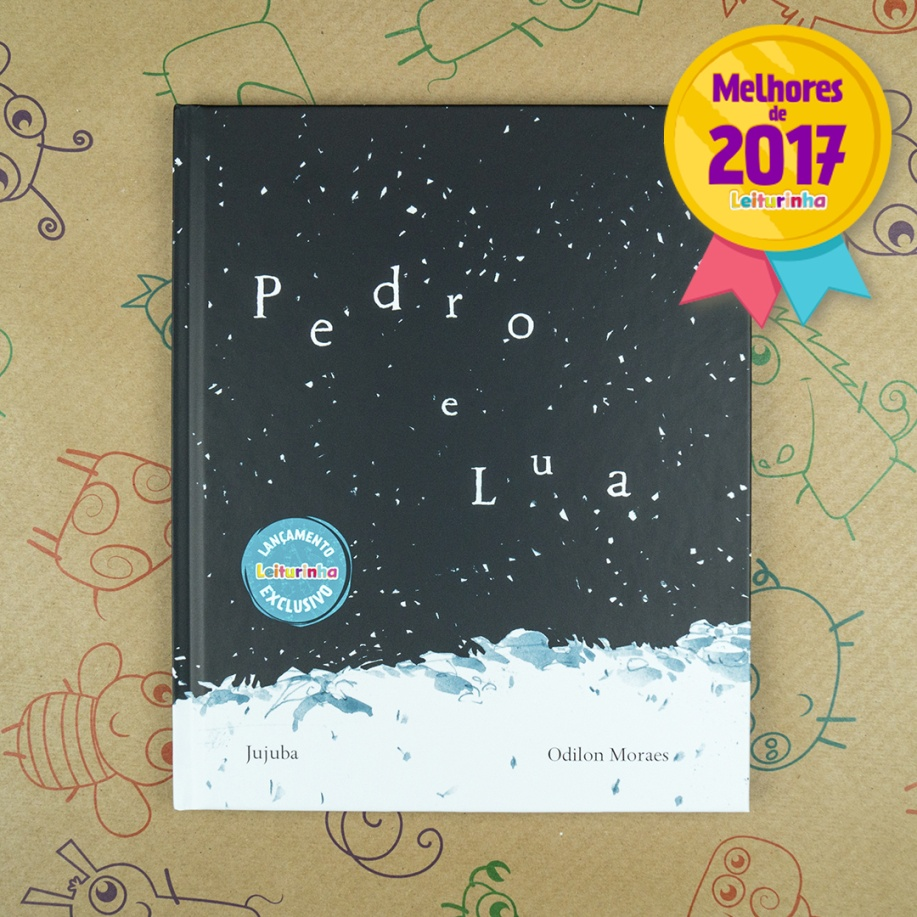 Melhores
de
2017
Leiturinha
Pedro
e
Lua
LANÇAMENTO
Leiturinha
EXCLUSIVO
Jujuba
Odilon Moraes